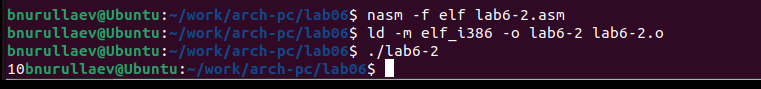 bnurullaev@Ubuntu:~/work/arch-pc/lab06$ nasm -f elf lab6-2.asm
bnurullaev@Ubuntu:~/work/arch-pc/lab06$ ld -m elf_i386 -o lab6-2 lab6-2.o
bnurullaev@Ubuntu:~/work/arch-pc/lab06$ ./lab6-2
10bnurullaev@Ubuntu:~/work/arch-pc/lab06$